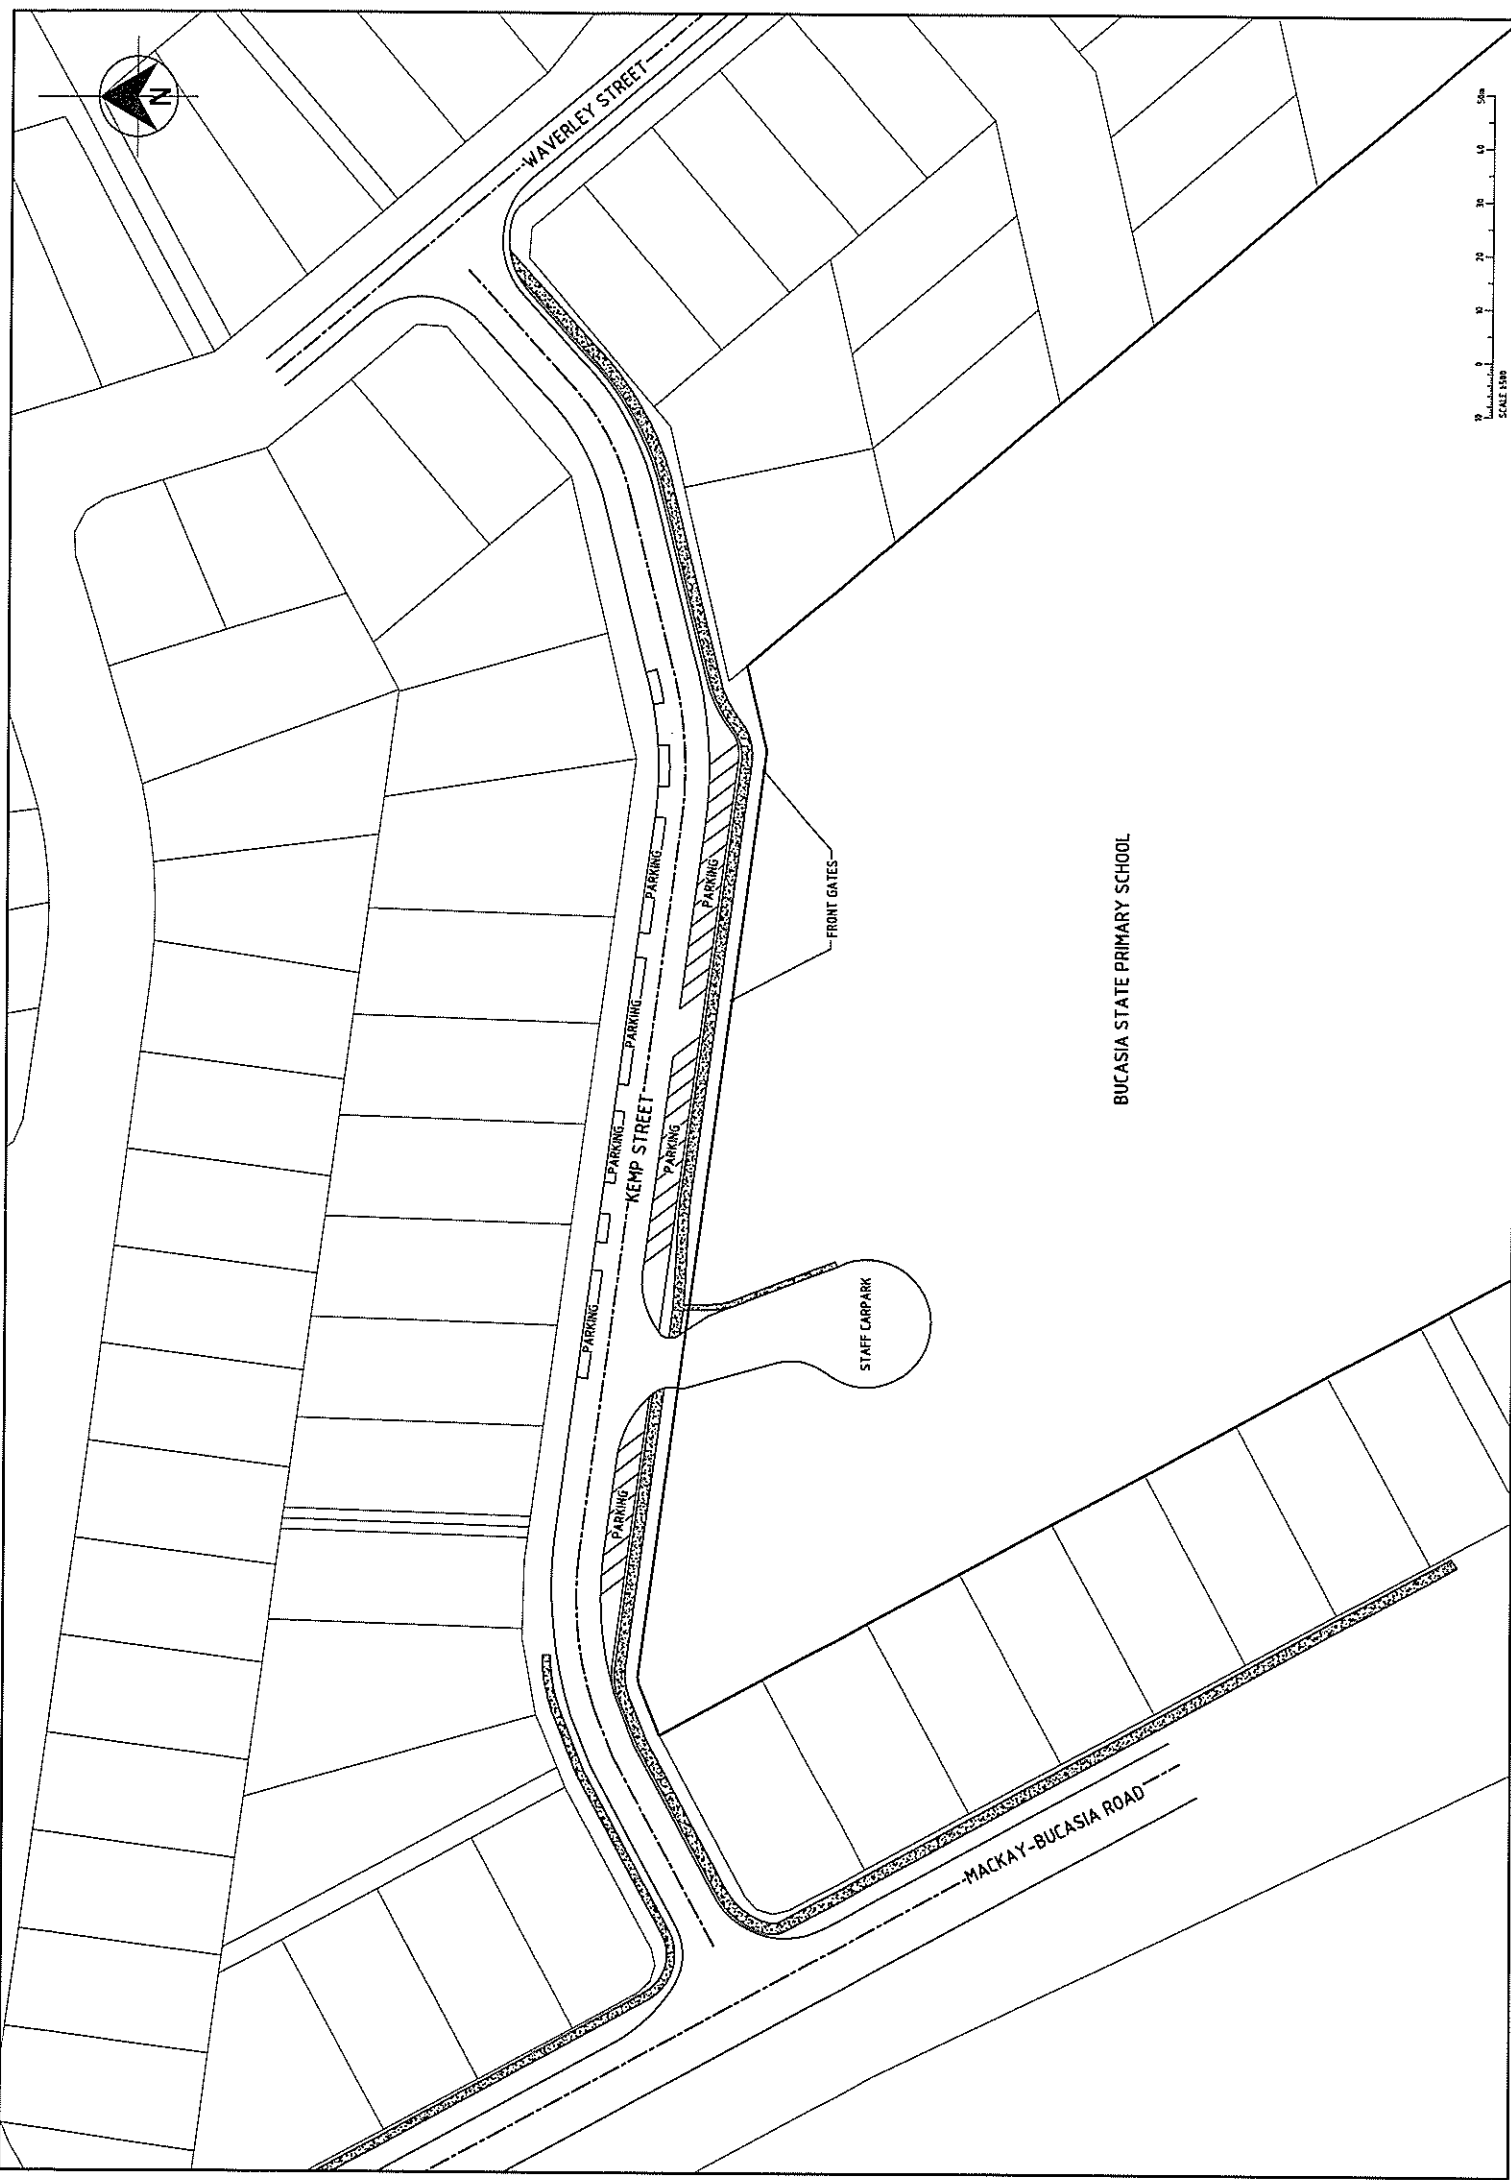 N
WAVERLEY STREET
PARKING
PARKING
PARKING
FRONT GATES
PARKING
KEMP STREET
PARKING
PARKING
PARKING
STAFF CARPARK
PARKING
BUCASIA STATE PRIMARY SCHOOL
MACKAY-BUCASIA ROAD
10 0 10 20 30 40 50m
SCALE 1:500